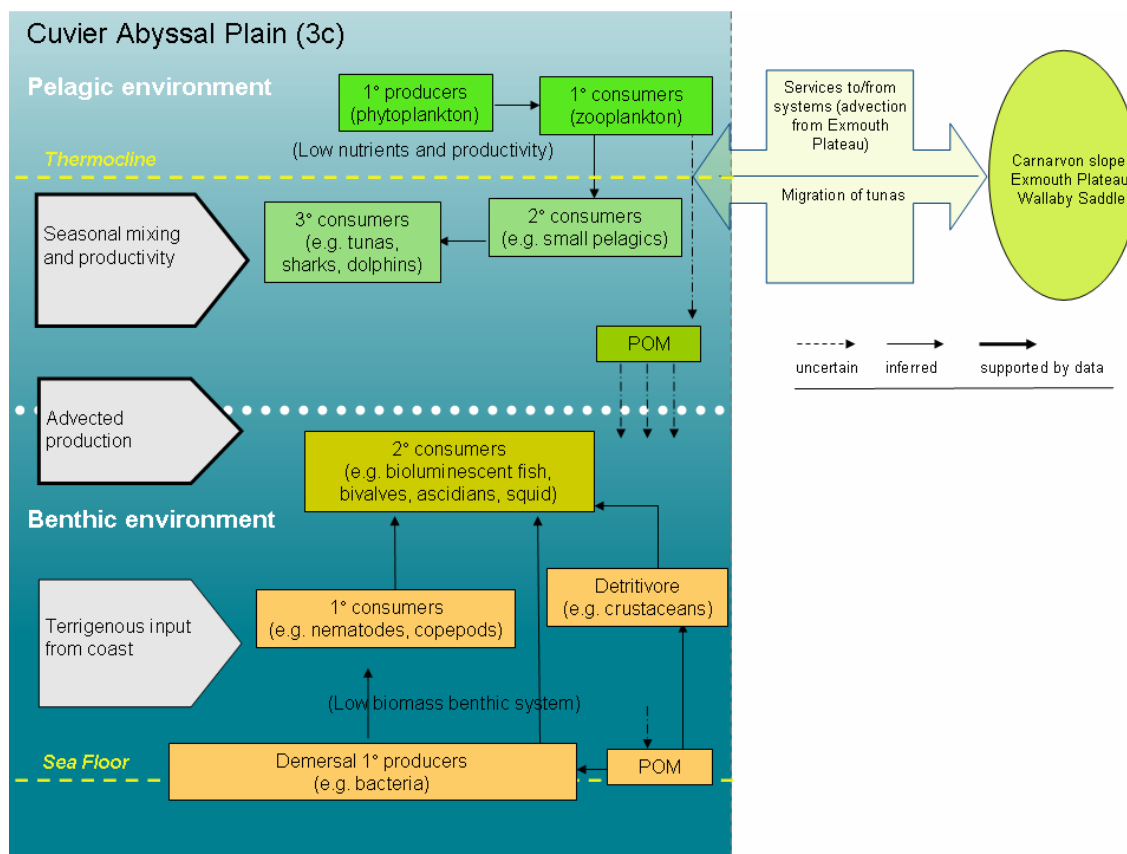 Cuvier Abyssal Plain (3c)
Pelagic environment
1° producers
(phytoplankton)
1° consumers
(zooplankton)
(Low nutrients and productivity)
Thermocline
Services to/from
systems (advection
from Exmouth
Plateau)
Migration of tunas
Carnarvon slope
Exmouth Plateau
Wallaby Saddle
Seasonal mixing
and productivity
3° consumers
(e.g. tunas,
sharks, dolphins)
2° consumers
(e.g. small pelagics)
POM
uncertain
inferred
supported by data
Advected
production
2° consumers
(e.g. bioluminescent fish,
bivalves, ascidians, squid)
Benthic environment
Terrigenous input
from coast
1° consumers
(e.g. nematodes, copepods)
Detritivore
(e.g. crustaceans)
(Low biomass benthic system)
Sea Floor
Demersal 1° producers
(e.g. bacteria)
POM